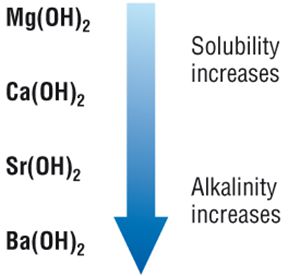 Mg(OH)₂
Solubility
increases
Ca(OH)₂
Sr(OH)₂
Alkalinity
increases
Ba(OH)₂